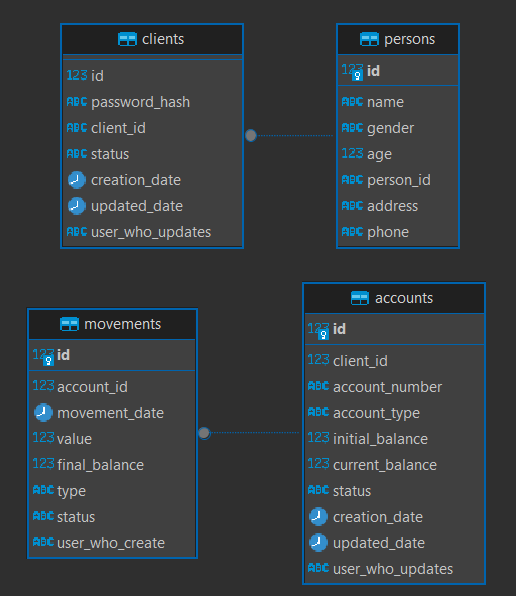 clients
123 id
ABC password_hash
ABC client_id
ABC status
creation_date
updated_date
ABC user_who_updates
persons
123 id
ABC name
ABC gender
123 age
ABC person_id
ABC address
ABC phone
movements
123 id
123 account_id
movement_date
123 value
123 final_balance
ABC type
ABC status
ABC user_who_create
accounts
123 id
123 client_id
ABC account_number
ABC account_type
123 initial_balance
123 current_balance
ABC status
creation_date
updated_date
ABC user_who_updates